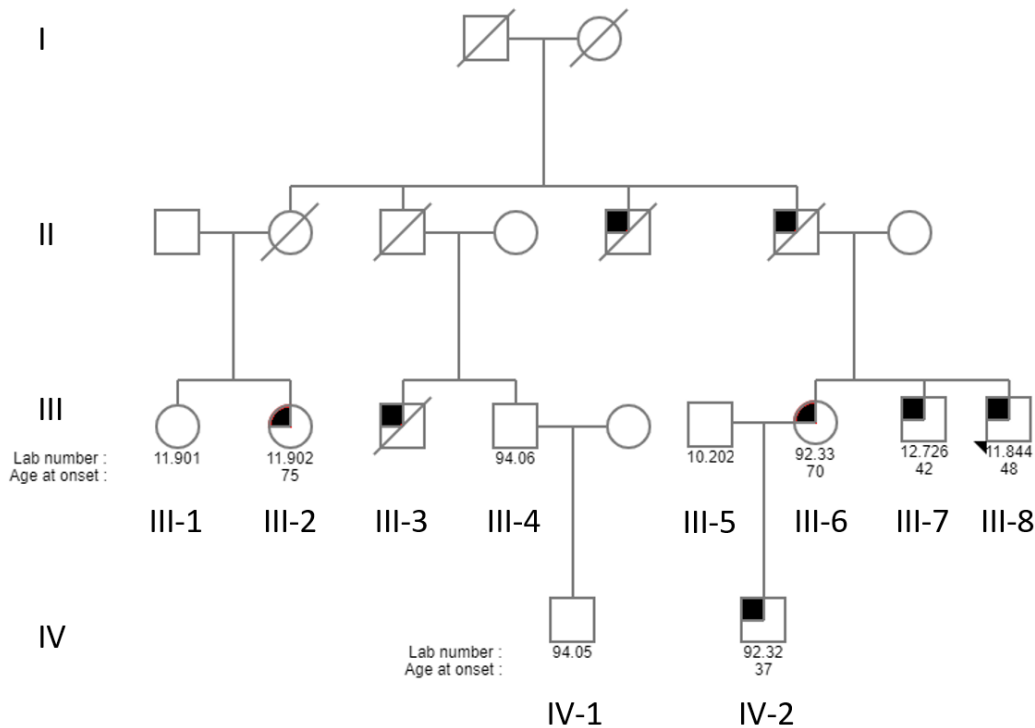 I
II
III
Lab number : 11.901 11.902 94.06 10.202 92.33 12.726 11.844
Age at onset : 75 70 42 48
III-1 III-2 III-3 III-4 III-5 III-6 III-7 III-8
IV
Lab number : 94.05 92.32
Age at onset : 37
IV-1 IV-2